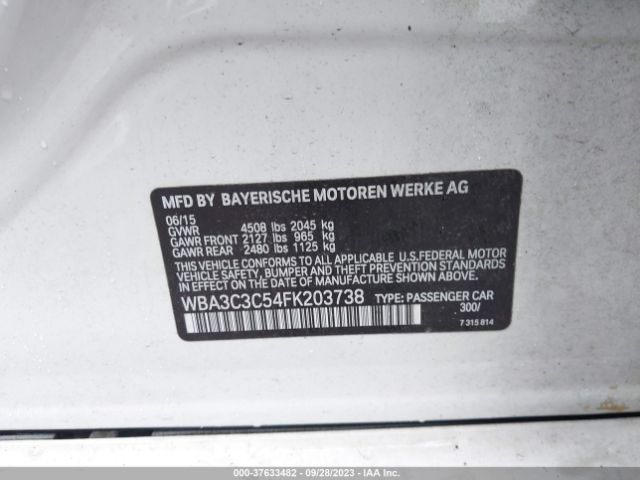 MFD BY BAYERISCHE MOTOREN WERKE AG
06/15
GVWR 4508 lbs 2045 kg
GAWR FRONT 2127 lbs 965 kg
GAWR REAR 2480 lbs 1125 kg
THIS VEHICLE CONFORMS TO ALL APPLICABLE U.S.FEDERAL MOTOR
VEHICLE SAFETY, BUMPER AND THEFT PREVENTION STANDARDS
IN EFFECT ON THE DATE OF MANUFACTURE SHOWN ABOVE.
WBA3C3C54FK203738 TYPE: PASSENGER CAR
300/
7 315 814
COPART - 37633482 - 09/28/2023 - IAA Inc.